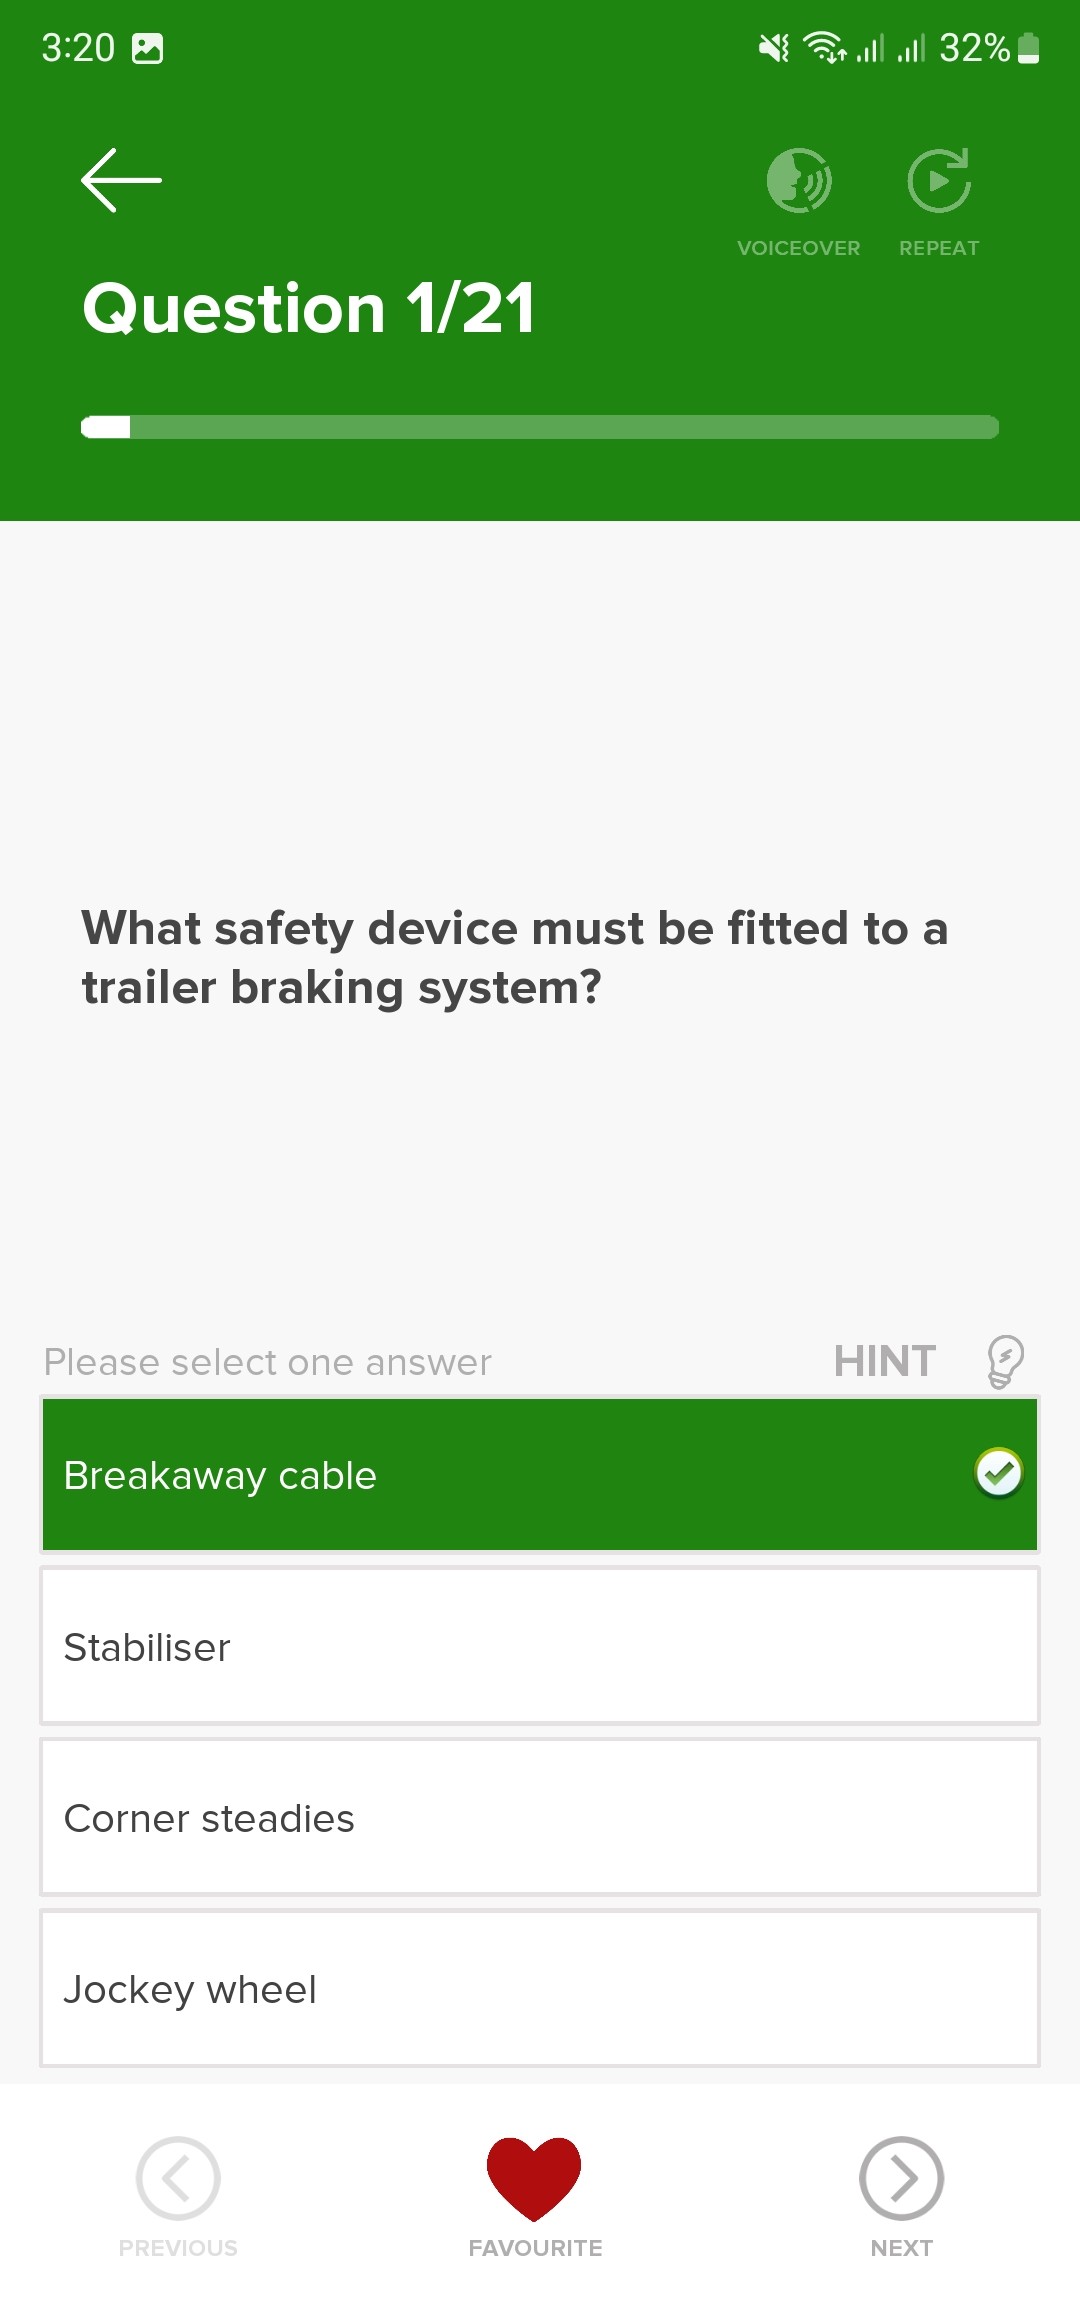 3:20
32%
VOICEOVER
REPEAT
Question 1/21
What safety device must be fitted to a
trailer braking system?
Please select one answer
HINT
Breakaway cable
Stabiliser
Corner steadies
Jockey wheel
PREVIOUS
FAVOURITE
NEXT